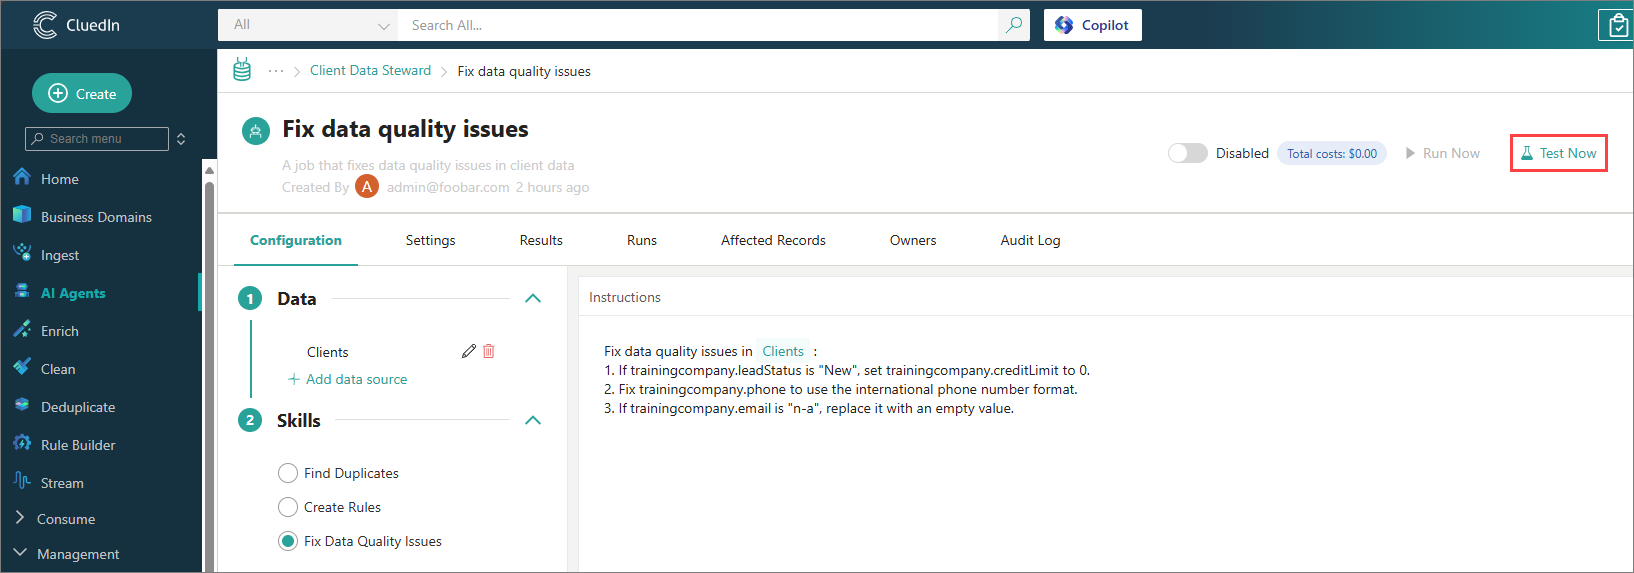 CluedIn
All
Search All...
Copilot
Create
Search menu
Home
Business Domains
Ingest
AI Agents
Enrich
Clean
Deduplicate
Rule Builder
Stream
Consume
Management
··· > Client Data Steward > Fix data quality issues
Fix data quality issues
A job that fixes data quality issues in client data
Created By A admin@foobar.com 2 hours ago
Disabled
Total costs: $0.00
Run Now
Test Now
Configuration
Settings
Results
Runs
Affected Records
Owners
Audit Log
1 Data
Clients
+ Add data source
2 Skills
Find Duplicates
Create Rules
Fix Data Quality Issues
Instructions
Fix data quality issues in Clients :
1. If trainingcompany.leadStatus is "New", set trainingcompany.creditLimit to 0.
2. Fix trainingcompany.phone to use the international phone number format.
3. If trainingcompany.email is "n-a", replace it with an empty value.